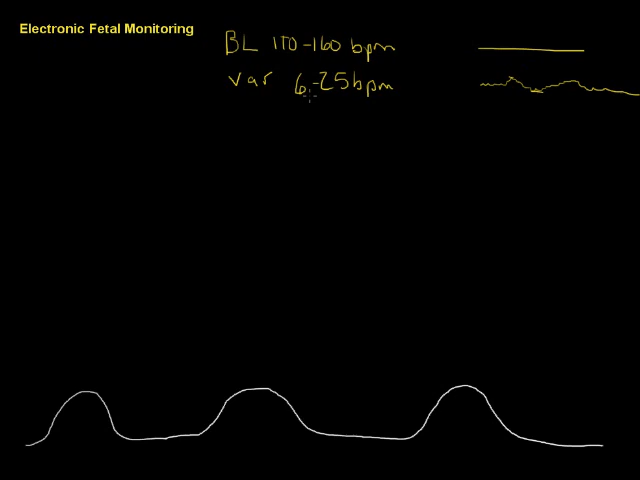 Electronic Fetal Monitoring
BL 110-160 bpm
var 6-25 bpm